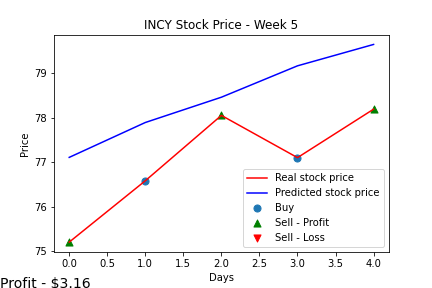 INCY Stock Price - Week 5
Price
79
78
77
76
75
Real stock price
Predicted stock price
Buy
Sell - Profit
Sell - Loss
0.0 0.5 1.0 1.5 2.0 2.5 3.0 3.5 4.0
Days
Profit - $3.16